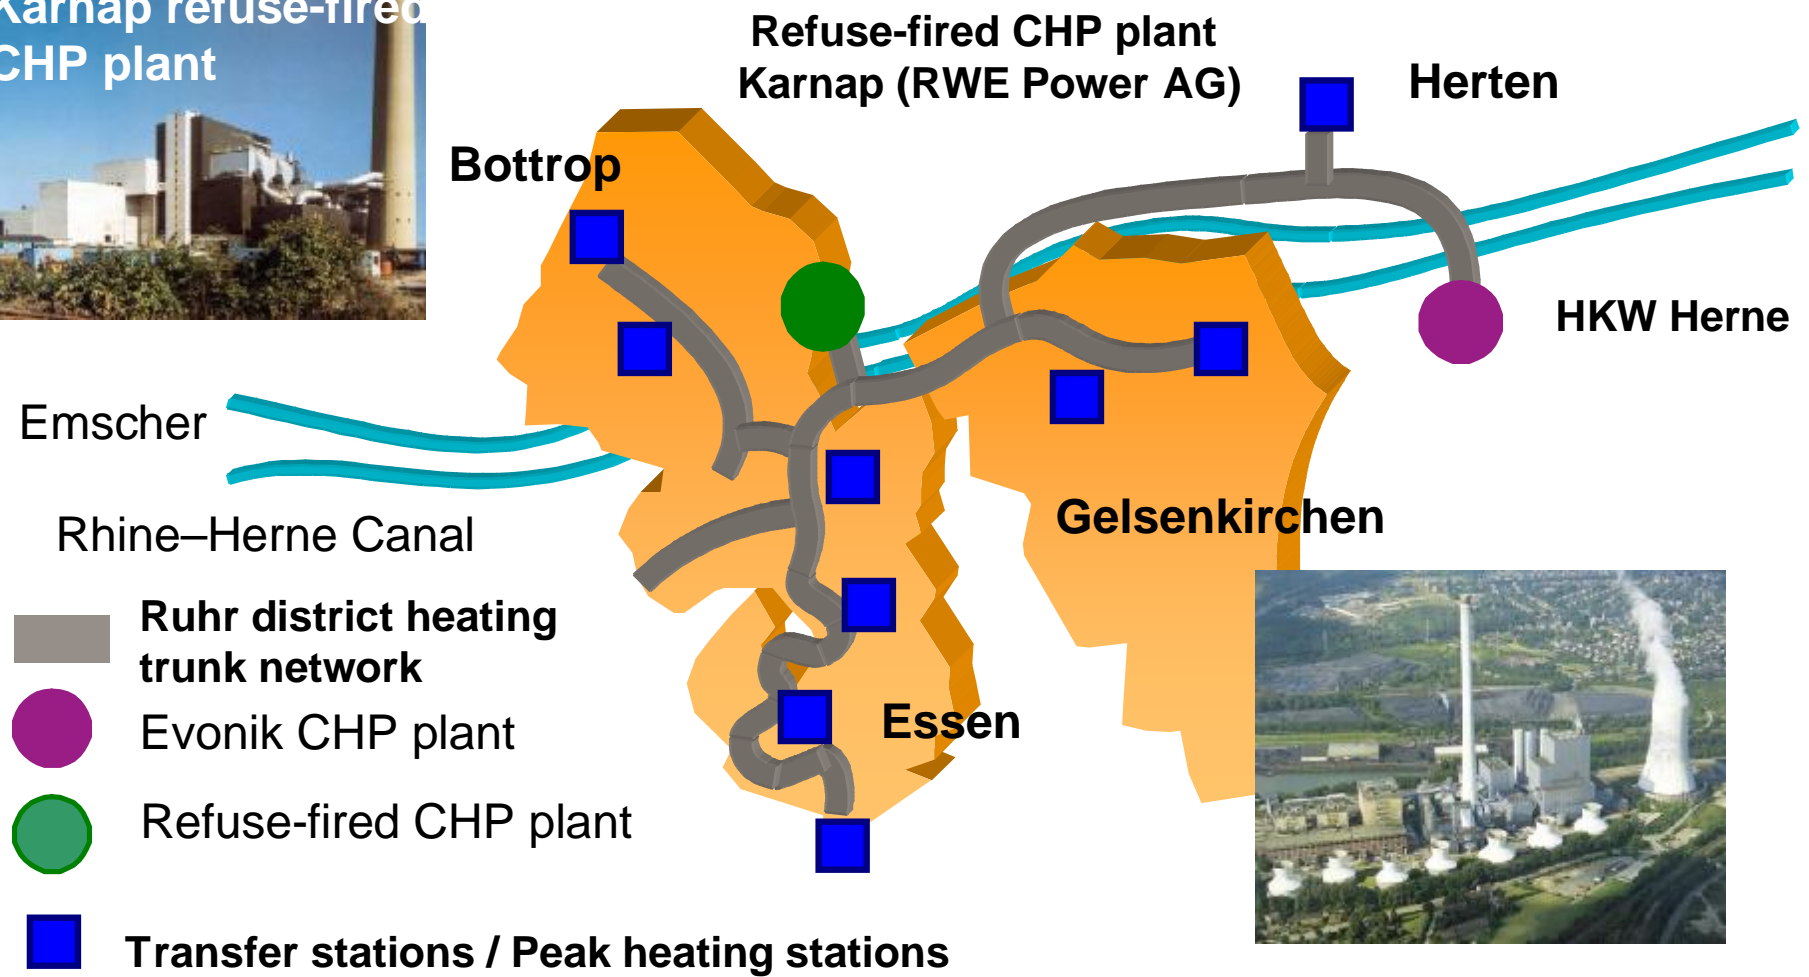 Karnap refuse-fired
CHP plant
Refuse-fired CHP plant
Karnap (RWE Power AG)
Herten
Bottrop
HKW Herne
Emscher
Rhine–Herne Canal
Gelsenkirchen
Ruhr district heating
trunk network
Evonik CHP plant
Essen
Refuse-fired CHP plant
Transfer stations / Peak heating stations